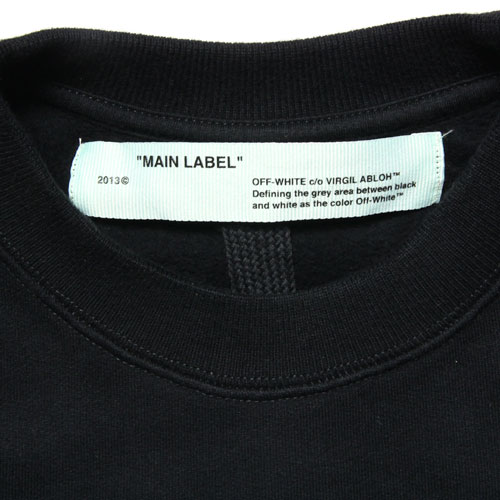 "MAIN LABEL"
2013©
OFF-WHITE c/o VIRGIL ABLOH™
Defining the grey area between black
and white as the color Off-White™